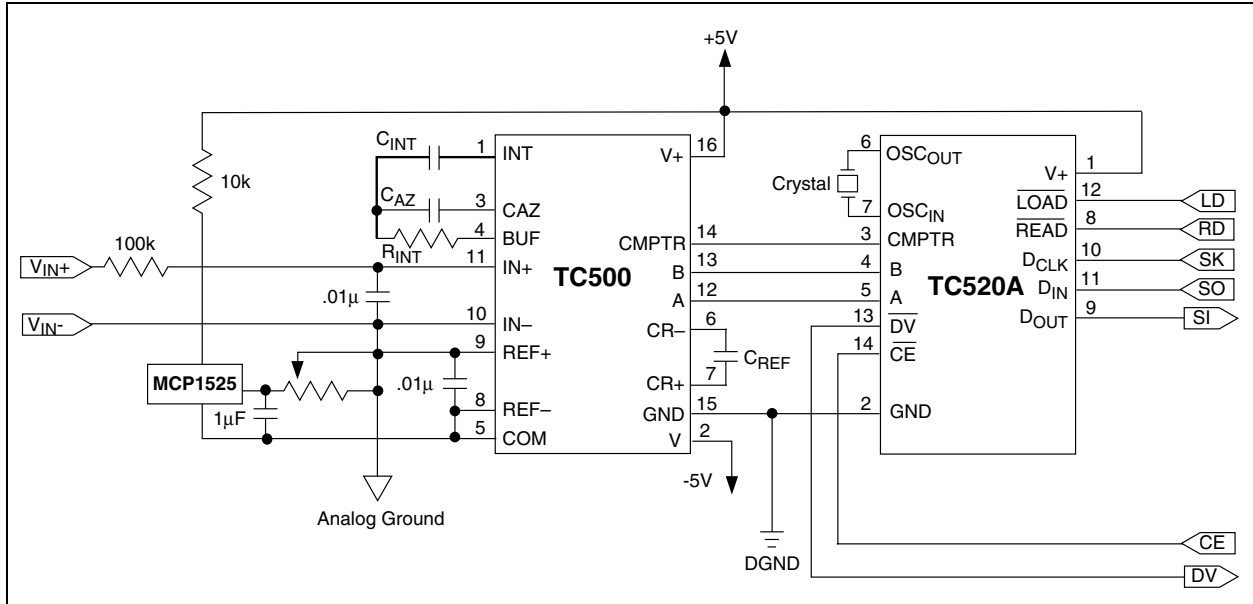 +5V
C_INT
1
INT
V+
16
10k
C_AZ
3
CAZ
4
BUF
R_INT
100k
V_IN+
11
IN+
.01µ
V_IN-
10
IN–
9
REF+
MCP1525
1µF
.01µ
8
REF–
5
COM
Analog Ground
TC500
CMPTR
14
B
13
A
12
CR–
6
C_REF
CR+
7
GND
15
V
2
-5V
DGND
Crystal
6
OSC_OUT
7
OSC_IN
3
CMPTR
4
B
5
A
13
D̅V̅
14
C̅E̅
2
GND
TC520A
V+
1
L̅O̅A̅D̅
12
LD
R̅E̅A̅D̅
8
RD
D_CLK
10
SK
D_IN
11
SO
D_OUT
9
SI
CE
DV